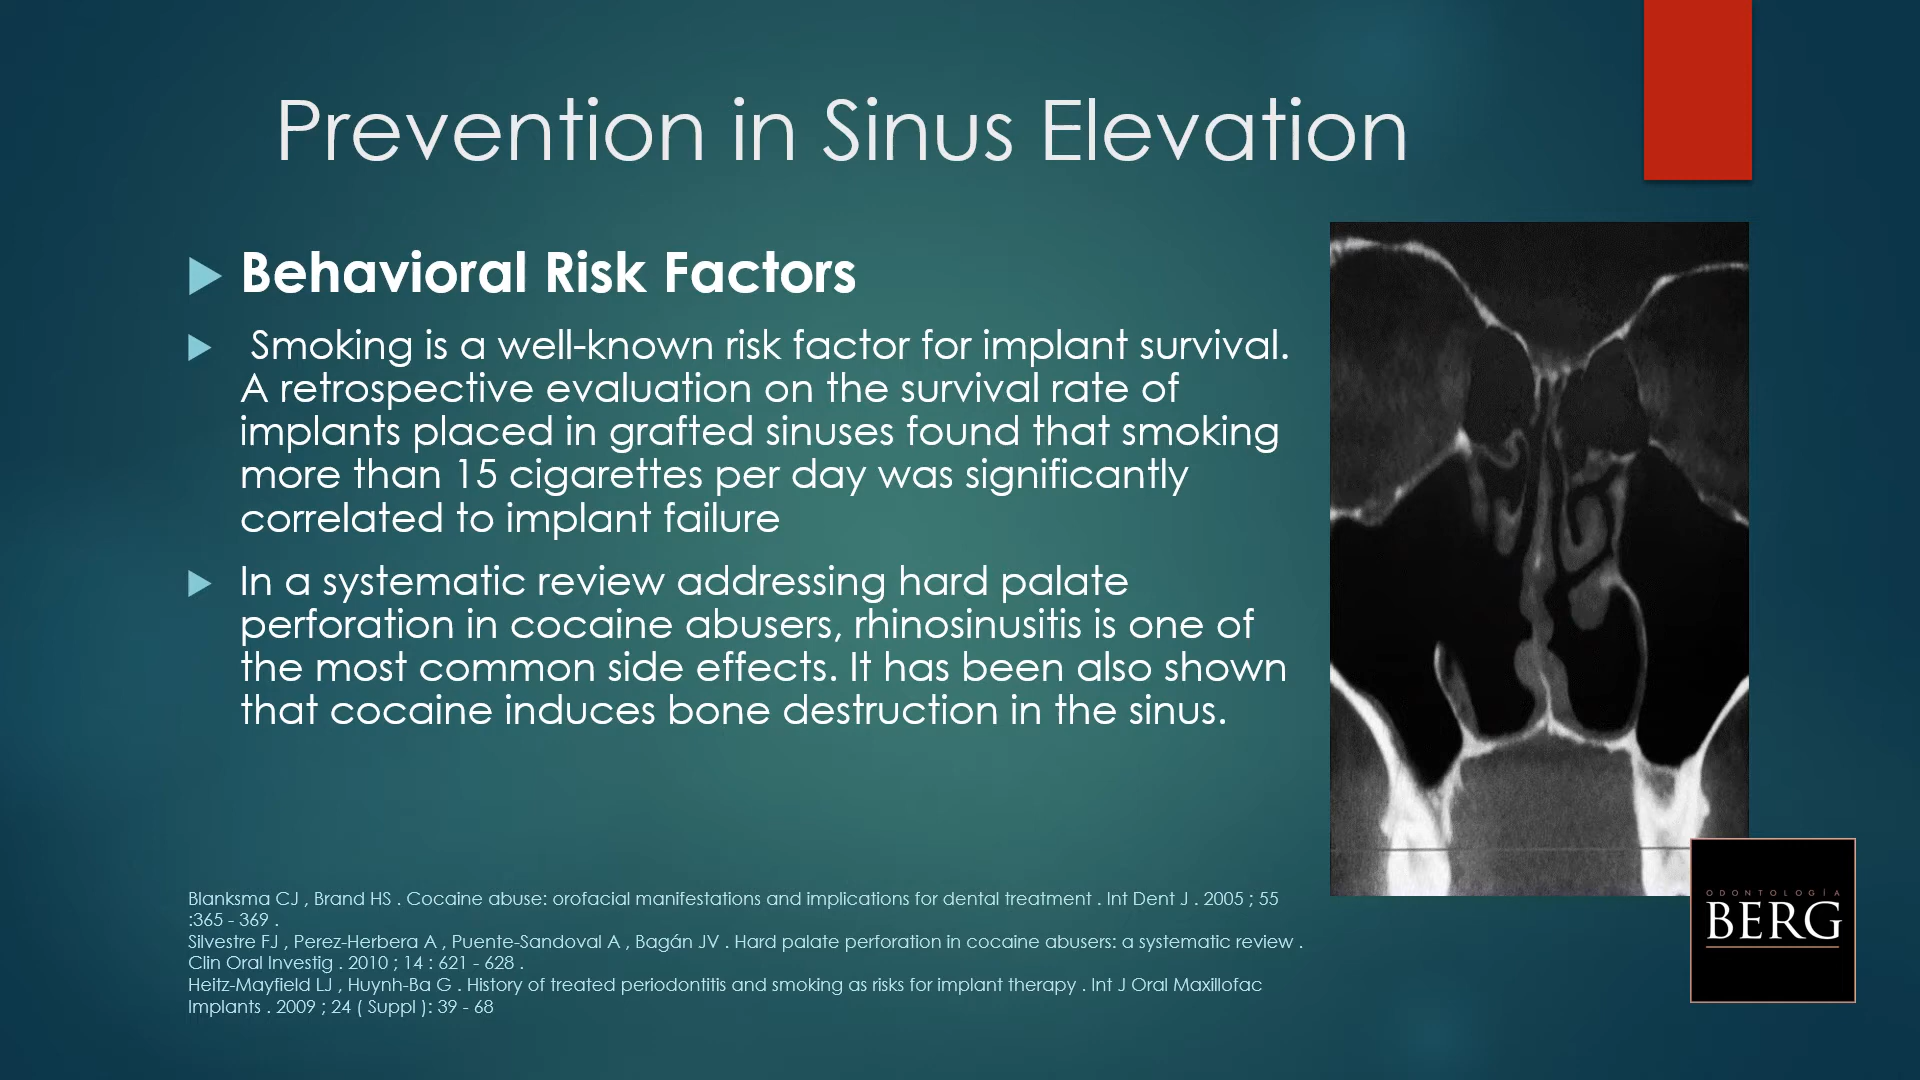 Prevention in Sinus Elevation
Behavioral Risk Factors
Smoking is a well-known risk factor for implant survival.
A retrospective evaluation on the survival rate of
implants placed in grafted sinuses found that smoking
more than 15 cigarettes per day was significantly
correlated to implant failure
In a systematic review addressing hard palate
perforation in cocaine abusers, rhinosinusitis is one of
the most common side effects. It has been also shown
that cocaine induces bone destruction in the sinus.
Blanksma CJ , Brand HS . Cocaine abuse: orofacial manifestations and implications for dental treatment . Int Dent J . 2005 ; 55
:365 - 369 .
Silvestre FJ , Perez-Herbera A , Puente-Sandoval A , Bagán JV . Hard palate perforation in cocaine abusers: a systematic review .
Clin Oral Investig . 2010 ; 14 : 621 - 628 .
Heitz-Mayfield LJ , Huynh-Ba G . History of treated periodontitis and smoking as risks for implant therapy . Int J Oral Maxillofac
Implants . 2009 ; 24 ( Suppl ): 39 - 68
ODONTOLOGÍA
BERG